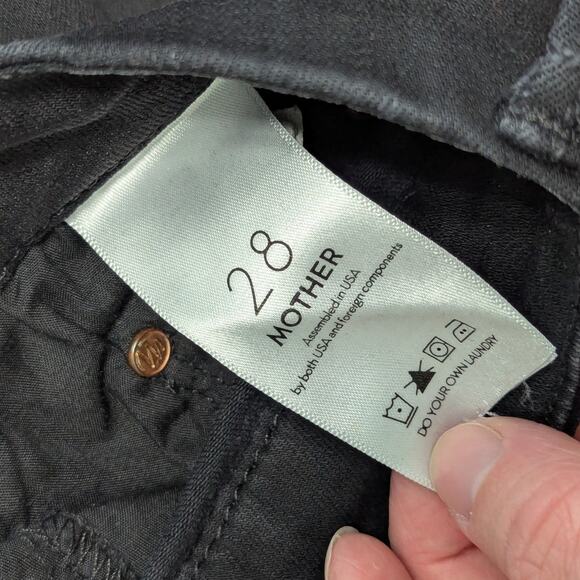 28
MOTHER
Assembled in USA
by both USA and foreign components
DO YOUR OWN LAUNDRY
M